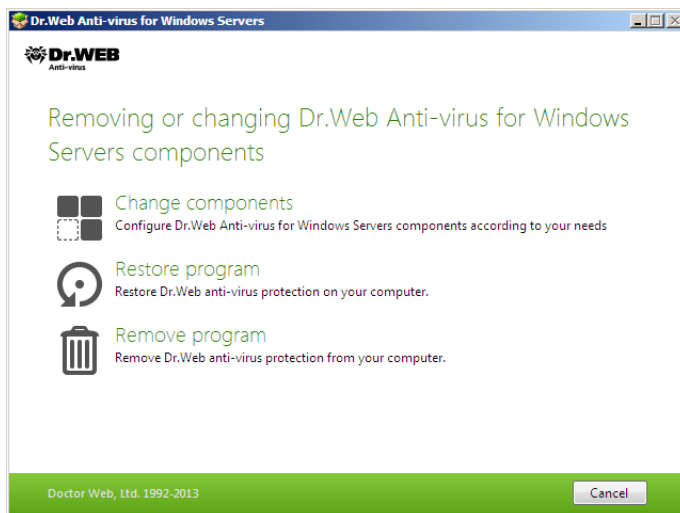 Dr.Web Anti-virus for Windows Servers
Dr.WEB
Anti-virus
Removing or changing Dr.Web Anti-virus for Windows
Servers components
Change components
Configure Dr.Web Anti-virus for Windows Servers components according to your needs
Restore program
Restore Dr.Web anti-virus protection on your computer.
Remove program
Remove Dr.Web anti-virus protection from your computer.
Doctor Web, Ltd. 1992-2013
Cancel